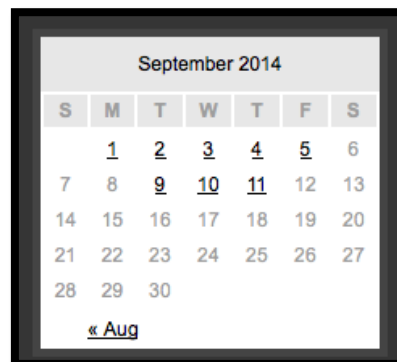 September 2014
S M T W T F S
1 2 3 4 5 6
7 8 9 10 11 12 13
14 15 16 17 18 19 20
21 22 23 24 25 26 27
28 29 30
« Aug